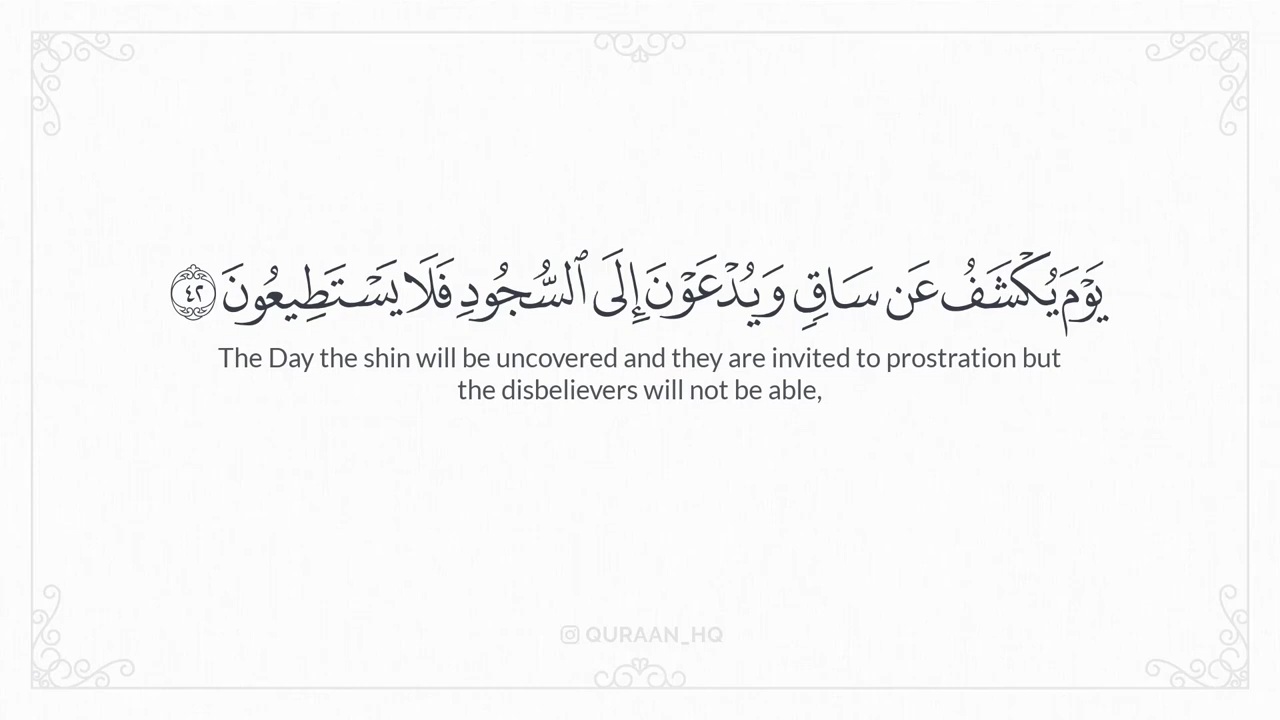 يَوْمَ يُكْشَفُ عَن سَاقٍ وَيُدْعَوْنَ إِلَى ٱلسُّجُودِ فَلَا يَسْتَطِيعُونَ ٤٢
The Day the shin will be uncovered and they are invited to prostration but
the disbelievers will not be able,
QURAAN_HQ